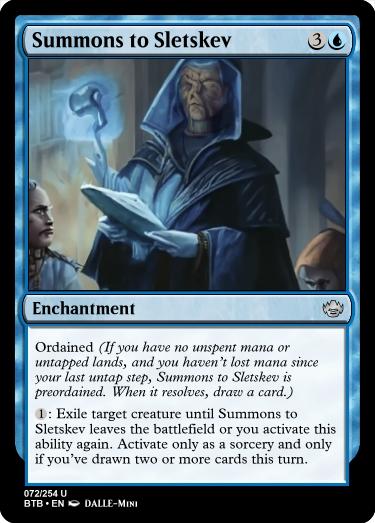 Summons to Sletskev 3
Enchantment
Ordained (If you have no unspent mana or
untapped lands, and you haven't lost mana since
your last untap step, Summons to Sletskev is
preordained. When it resolves, draw a card.)
1: Exile target creature until Summons to
Sletskev leaves the battlefield or you activate this
ability again. Activate only as a sorcery and only
if you've drawn two or more cards this turn.
072/254 U
BTB • EN DALLE-Mini